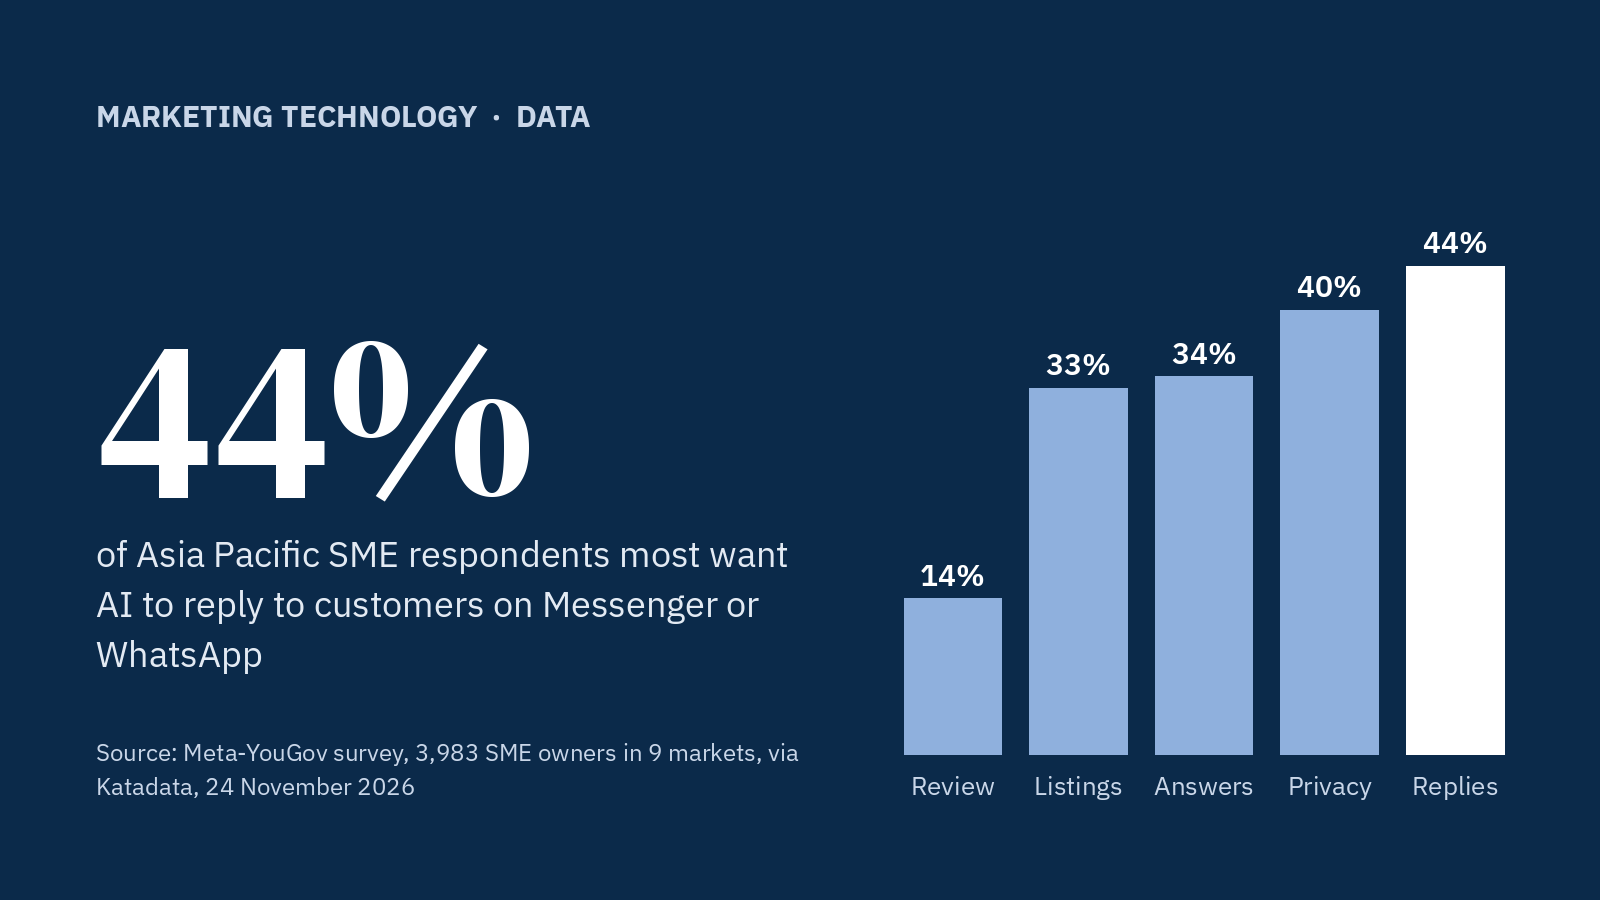 MARKETING TECHNOLOGY · DATA
44%
of Asia Pacific SME respondents most want
AI to reply to customers on Messenger or
WhatsApp
Source: Meta-YouGov survey, 3,983 SME owners in 9 markets, via
Katadata, 24 November 2026
14%
33%
34%
40%
44%
Review
Listings
Answers
Privacy
Replies